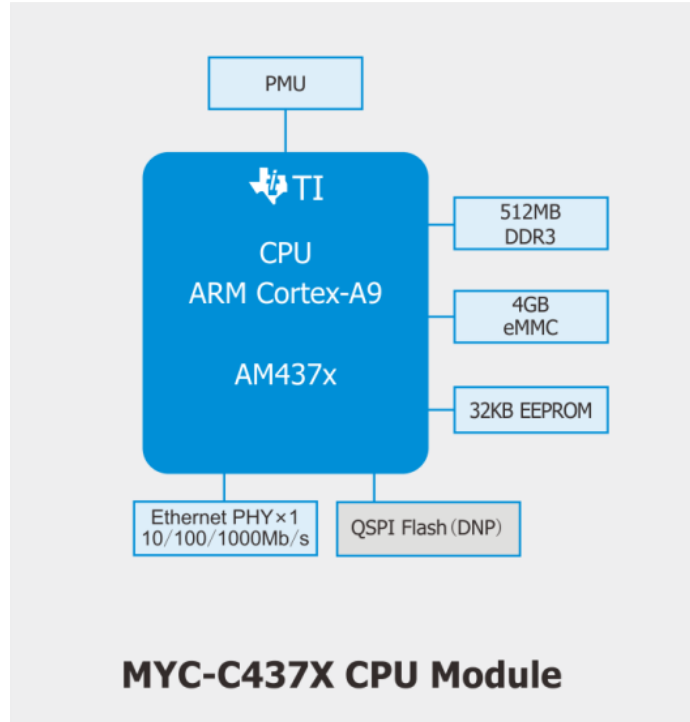 PMU
TI
CPU
ARM Cortex-A9
AM437x
512MB
DDR3
4GB
eMMC
32KB EEPROM
Ethernet PHY×1
10/100/1000Mb/s
QSPI Flash(DNP)
MYC-C437X CPU Module